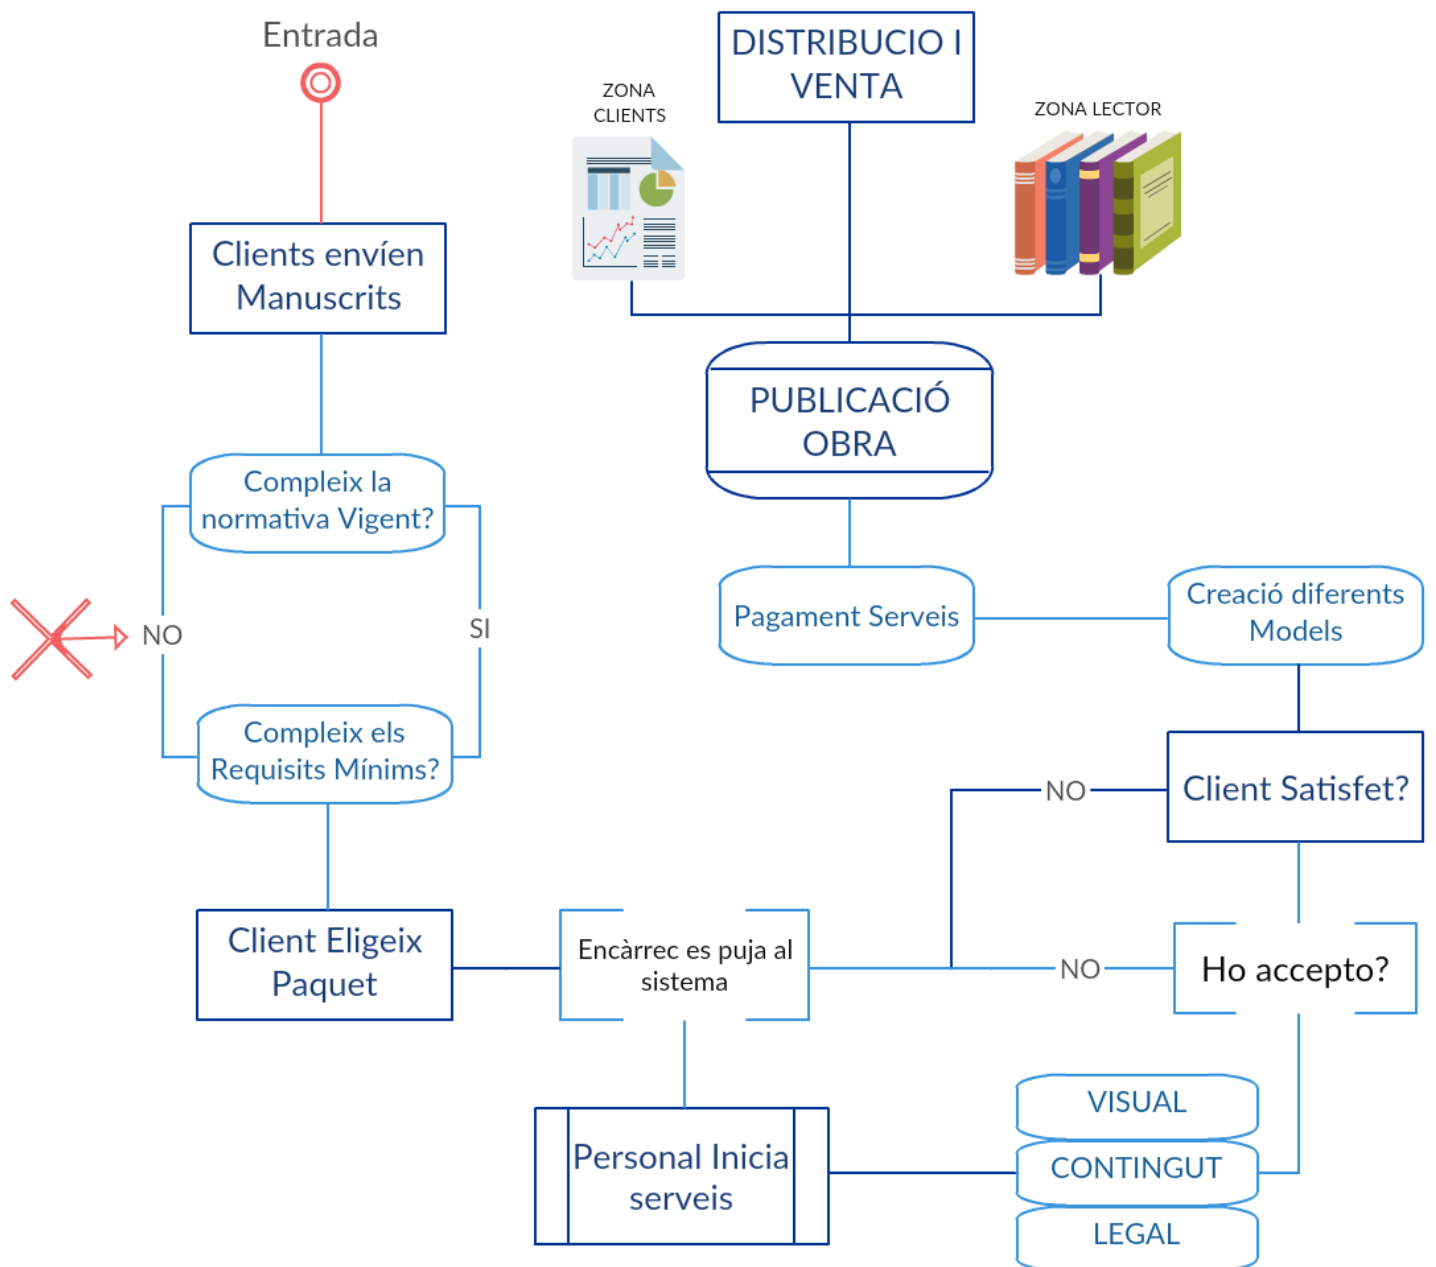 Entrada
Clients envíen
Manuscrits
Compleix la
normativa Vigent?
NO
SI
Compleix els
Requisits Mínims?
Client Eligeix
Paquet
Encàrrec es puja al
sistema
Personal Inicia
serveis
VISUAL
CONTINGUT
LEGAL
Ho accepto?
NO
Client Satisfet?
NO
Creació diferents
Models
Pagament Serveis
PUBLICACIÓ
OBRA
ZONA
CLIENTS
ZONA LECTOR
DISTRIBUCIO I
VENTA